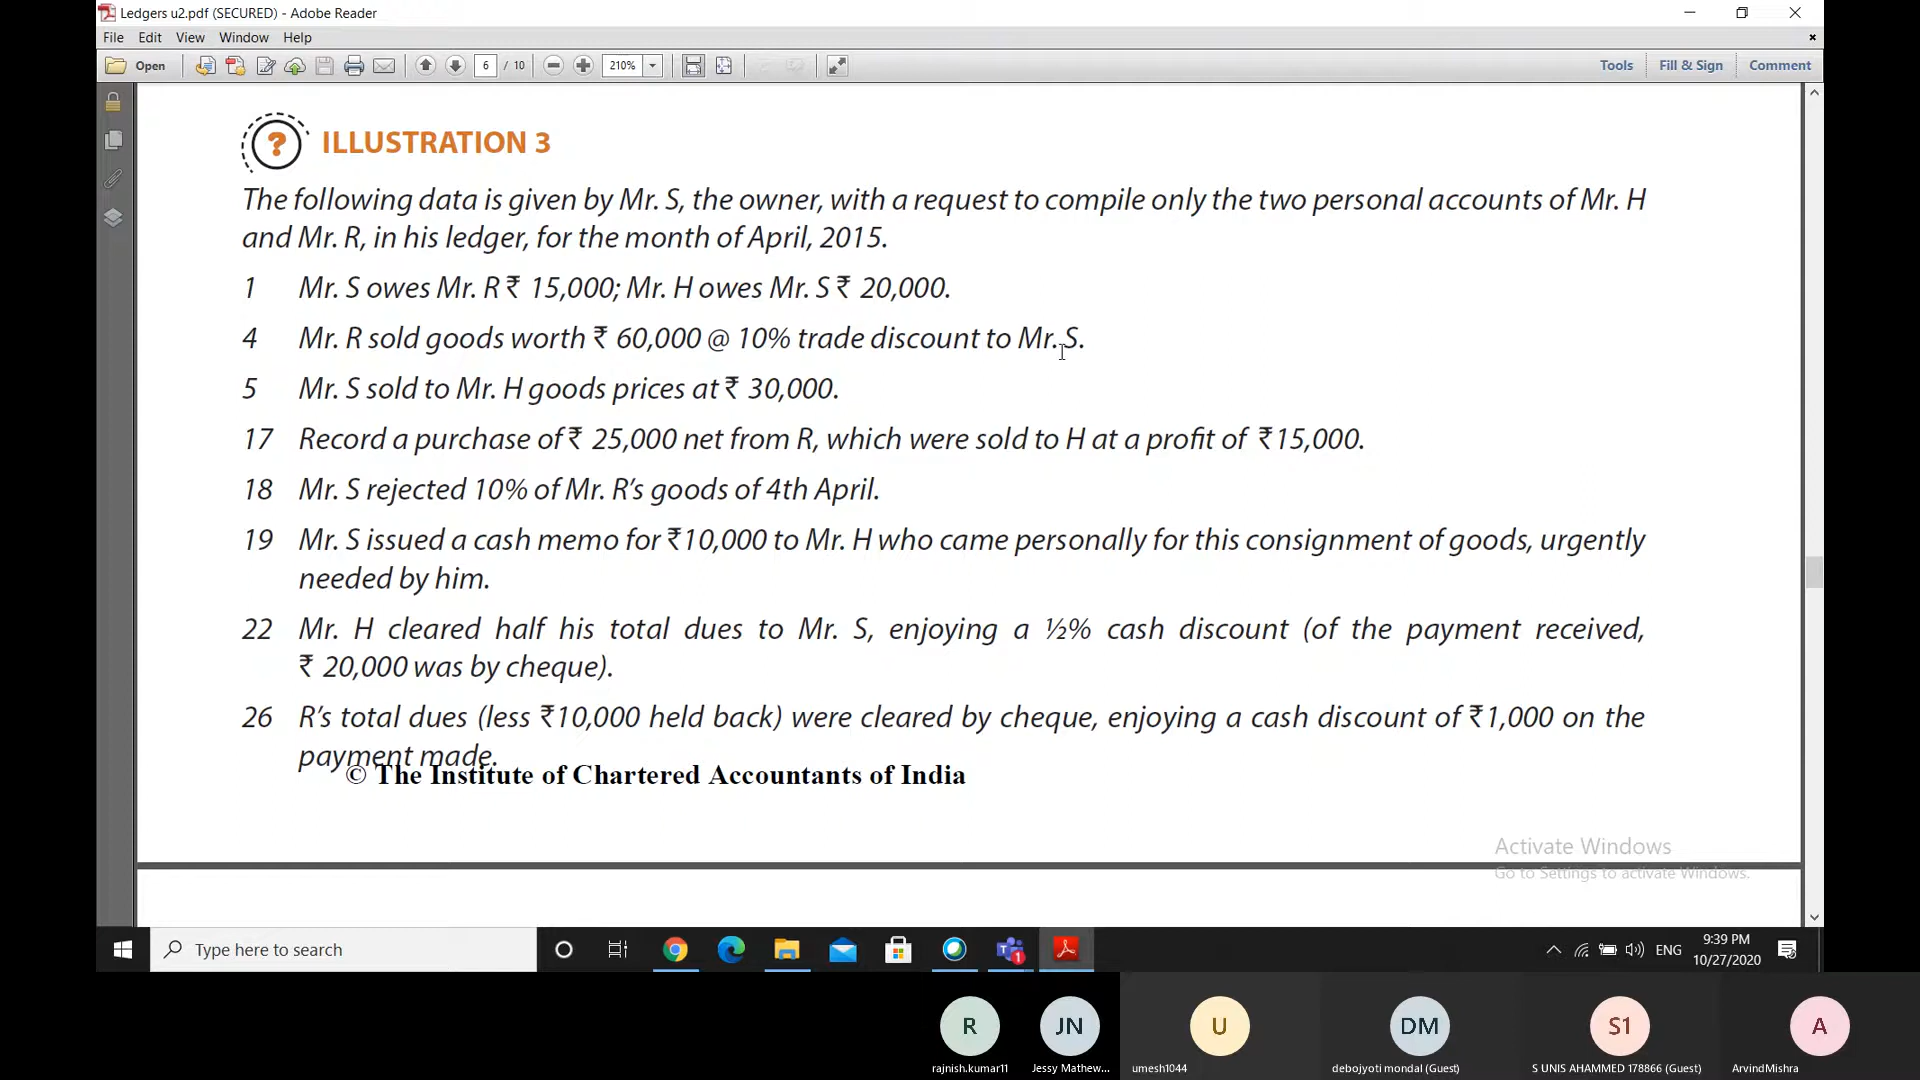 Ledgers u2.pdf (SECURED) - Adobe Reader
File Edit View Window Help
Open 6 / 10 210% Tools Fill & Sign Comment
? ILLUSTRATION 3
The following data is given by Mr. S, the owner, with a request to compile only the two personal accounts of Mr. H
and Mr. R, in his ledger, for the month of April, 2015.
1 Mr. S owes Mr. R ₹ 15,000; Mr. H owes Mr. S ₹ 20,000.
4 Mr. R sold goods worth ₹ 60,000 @ 10% trade discount to Mr. S.
5 Mr. S sold to Mr. H goods prices at ₹ 30,000.
17 Record a purchase of ₹ 25,000 net from R, which were sold to H at a profit of ₹15,000.
18 Mr. S rejected 10% of Mr. R's goods of 4th April.
19 Mr. S issued a cash memo for ₹10,000 to Mr. H who came personally for this consignment of goods, urgently
needed by him.
22 Mr. H cleared half his total dues to Mr. S, enjoying a ½% cash discount (of the payment received,
₹ 20,000 was by cheque).
26 R's total dues (less ₹10,000 held back) were cleared by cheque, enjoying a cash discount of ₹1,000 on the
payment made.
© The Institute of Chartered Accountants of India
Activate Windows
Go to Settings to activate Windows.
Type here to search
1
ENG
9:39 PM
10/27/2020
R JN U DM S1 A
rajnish.kumar11 Jessy Mathew... umesh1044 debojyoti mondal (Guest) S UNIS AHAMMED 178866 (Guest) ArvindMishra